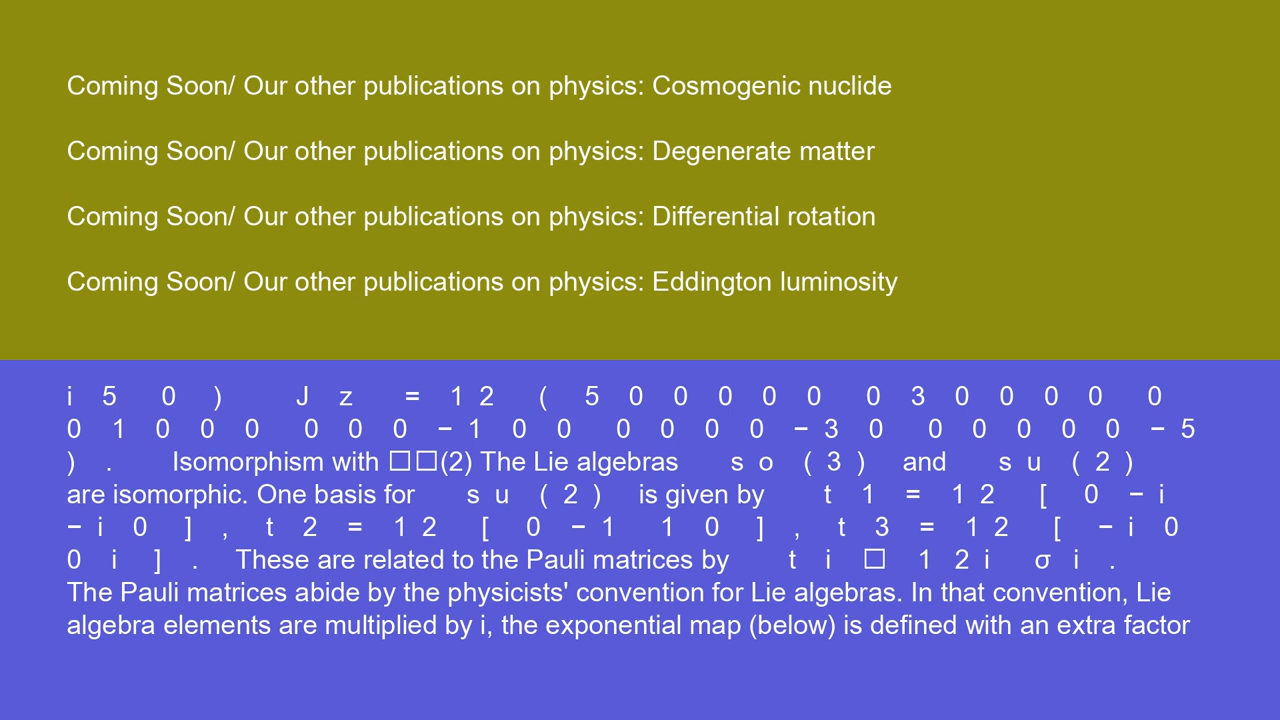 Coming Soon/ Our other publications on physics: Cosmogenic nuclide
Coming Soon/ Our other publications on physics: Degenerate matter
Coming Soon/ Our other publications on physics: Differential rotation
Coming Soon/ Our other publications on physics: Eddington luminosity
i 5 0 ) J z = 1 2 ( 5 0 0 0 0 0 0 3 0 0 0 0 0
0 1 0 0 0 0 0 0 − 1 0 0 0 0 0 0 − 3 0 0 0 0 0 0 − 5
) . Isomorphism with □□(2) The Lie algebras s o ( 3 ) and s u ( 2 )
are isomorphic. One basis for s u ( 2 ) is given by t 1 = 1 2 [ 0 − i
− i 0 ] , t 2 = 1 2 [ 0 − 1 1 0 ] , t 3 = 1 2 [ − i 0
0 i ] . These are related to the Pauli matrices by t i □ 1 2 i σ i .
The Pauli matrices abide by the physicists' convention for Lie algebras. In that convention, Lie
algebra elements are multiplied by i, the exponential map (below) is defined with an extra factor